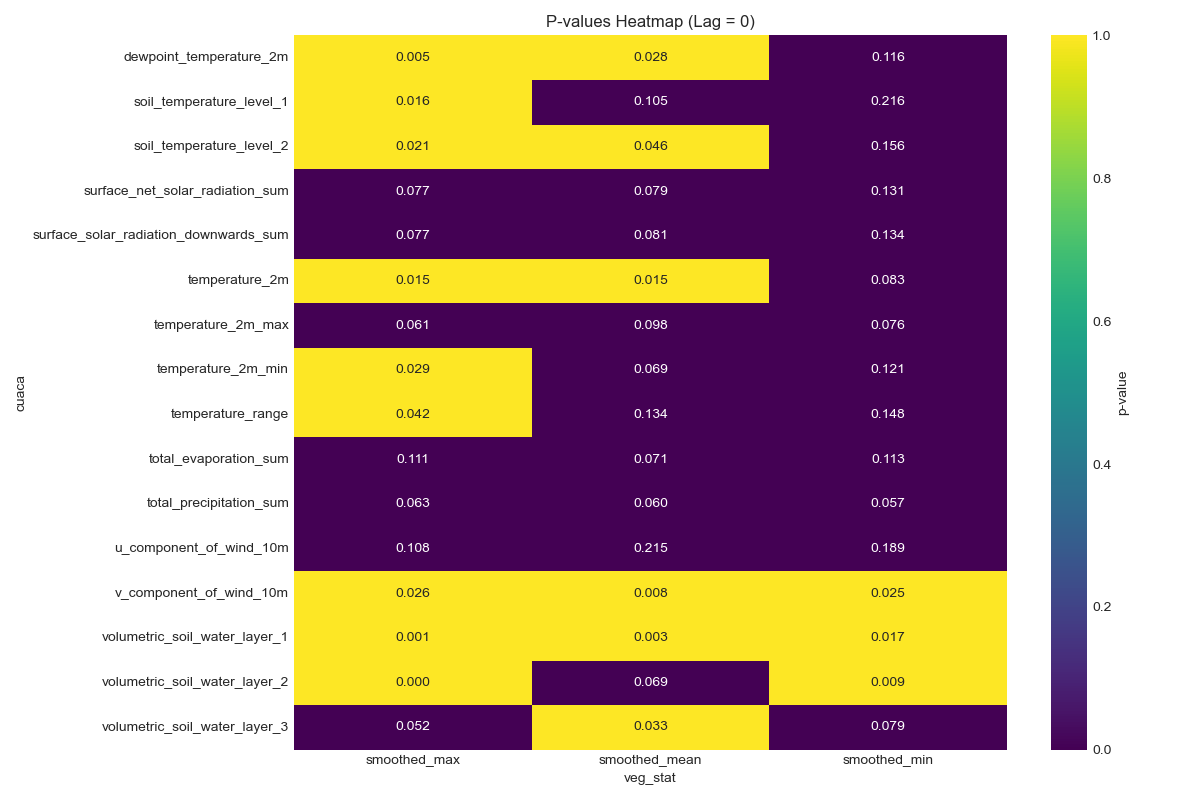 P-values Heatmap (Lag = 0)
dewpoint_temperature_2m 0.005 0.028 0.116
soil_temperature_level_1 0.016 0.105 0.216
soil_temperature_level_2 0.021 0.046 0.156
surface_net_solar_radiation_sum 0.077 0.079 0.131
surface_solar_radiation_downwards_sum 0.077 0.081 0.134
temperature_2m 0.015 0.015 0.083
temperature_2m_max 0.061 0.098 0.076
temperature_2m_min 0.029 0.069 0.121
temperature_range 0.042 0.134 0.148
total_evaporation_sum 0.111 0.071 0.113
total_precipitation_sum 0.063 0.060 0.057
u_component_of_wind_10m 0.108 0.215 0.189
v_component_of_wind_10m 0.026 0.008 0.025
volumetric_soil_water_layer_1 0.001 0.003 0.017
volumetric_soil_water_layer_2 0.000 0.069 0.009
volumetric_soil_water_layer_3 0.052 0.033 0.079
smoothed_max smoothed_mean smoothed_min
veg_stat
cuaca
1.0
0.8
0.6
0.4
0.2
0.0
p-value